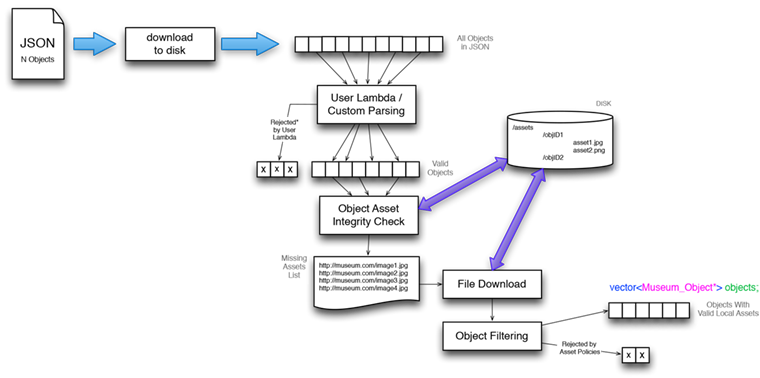 JSON
N Objects
download
to disk
All Objects
in JSON
User Lambda /
Custom Parsing
Rejected*
by User
Lambda
x x x
Valid
Objects
DISK
/assets
/objID1
asset1.jpg
asset2.png
/objID2
Object Asset
Integrity Check
Missing
Assets
List
http://museum.com/image1.jpg
http://museum.com/image2.jpg
http://museum.com/image3.jpg
http://museum.com/image4.jpg
File Download
vector<Museum_Object*> objects;
Objects With
Valid Local Assets
Object Filtering
Rejected by
Asset Policies
x x